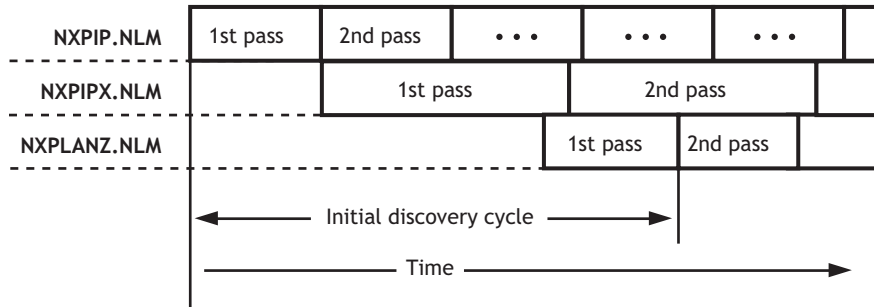 NXPIP.NLM 1st pass 2nd pass • • • • • • • • •
NXPIPX.NLM 1st pass 2nd pass
NXPLANZ.NLM 1st pass 2nd pass
Initial discovery cycle
Time